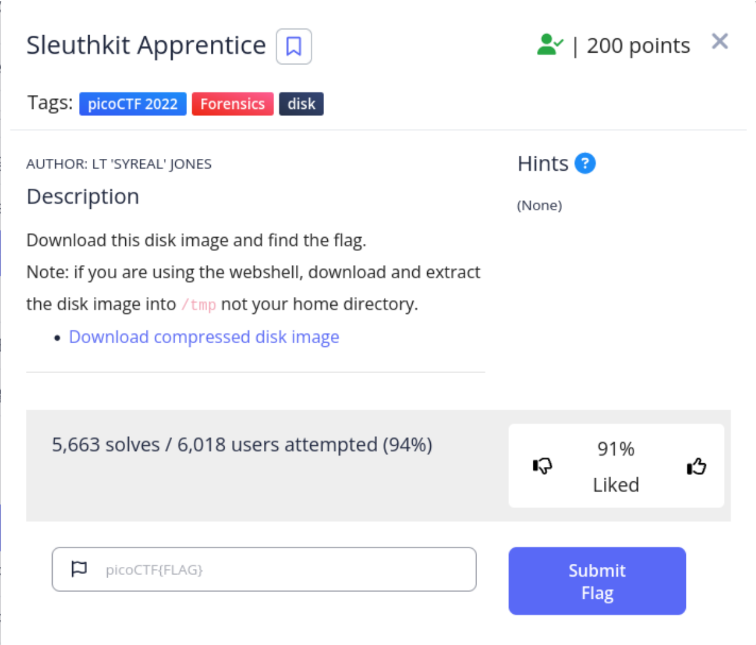 Sleuthkit Apprentice
| 200 points
Tags: picoCTF 2022 Forensics disk
AUTHOR: LT 'SYREAL' JONES
Description
Download this disk image and find the flag.
Note: if you are using the webshell, download and extract
the disk image into /tmp not your home directory.
• Download compressed disk image
Hints ?
(None)
5,663 solves / 6,018 users attempted (94%)
91%
Liked
picoCTF{FLAG}
Submit
Flag